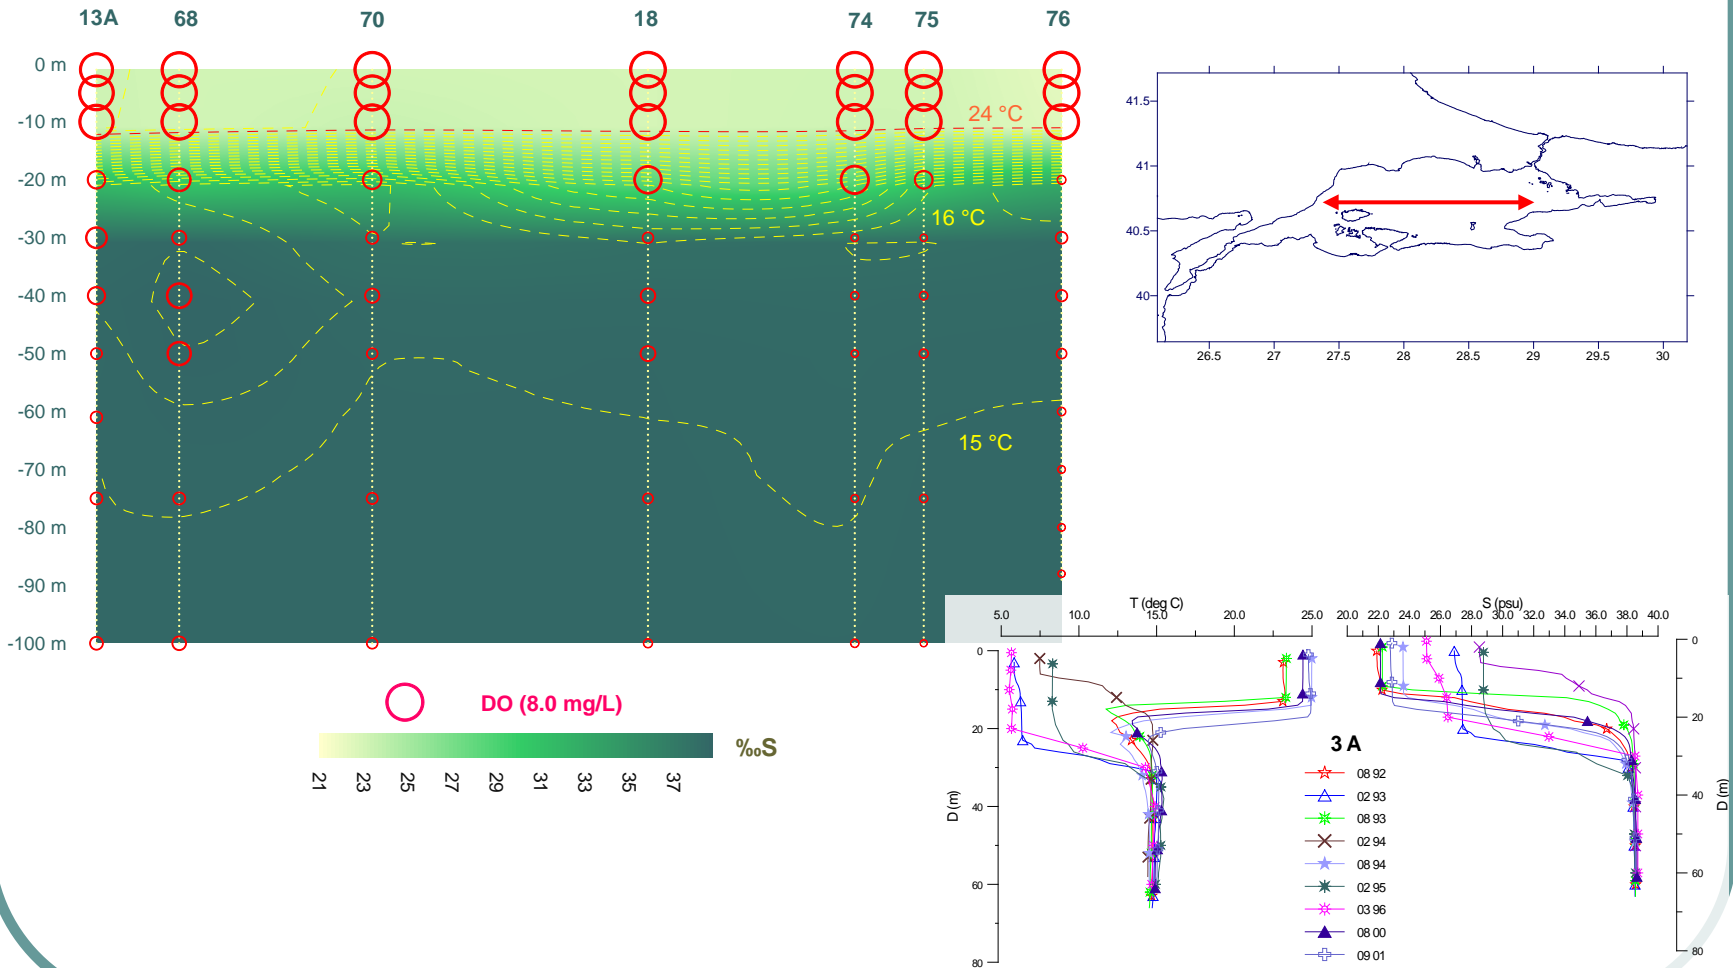 13A 68 70 18 74 75 76
0 m
-10 m
-20 m
-30 m
-40 m
-50 m
-60 m
-70 m
-80 m
-90 m
-100 m
24 °C
16 °C
15 °C
DO (8.0 mg/L)
‰S
21 23 25 27 29 31 33 35 37
41.5
41
40.5
40
26.5 27 27.5 28 28.5 29 29.5 30
T (deg C)
5.0 10.0 15.0 20.0 25.0
0
20
40
60
80
D (m)
S (psu)
20.0 22.0 24.0 26.0 28.0 30.0 32.0 34.0 36.0 38.0 40.0
0
20
40
60
80
D (m)
3 A
08 92
02 93
08 93
02 94
08 94
02 95
03 96
08 00
09 01